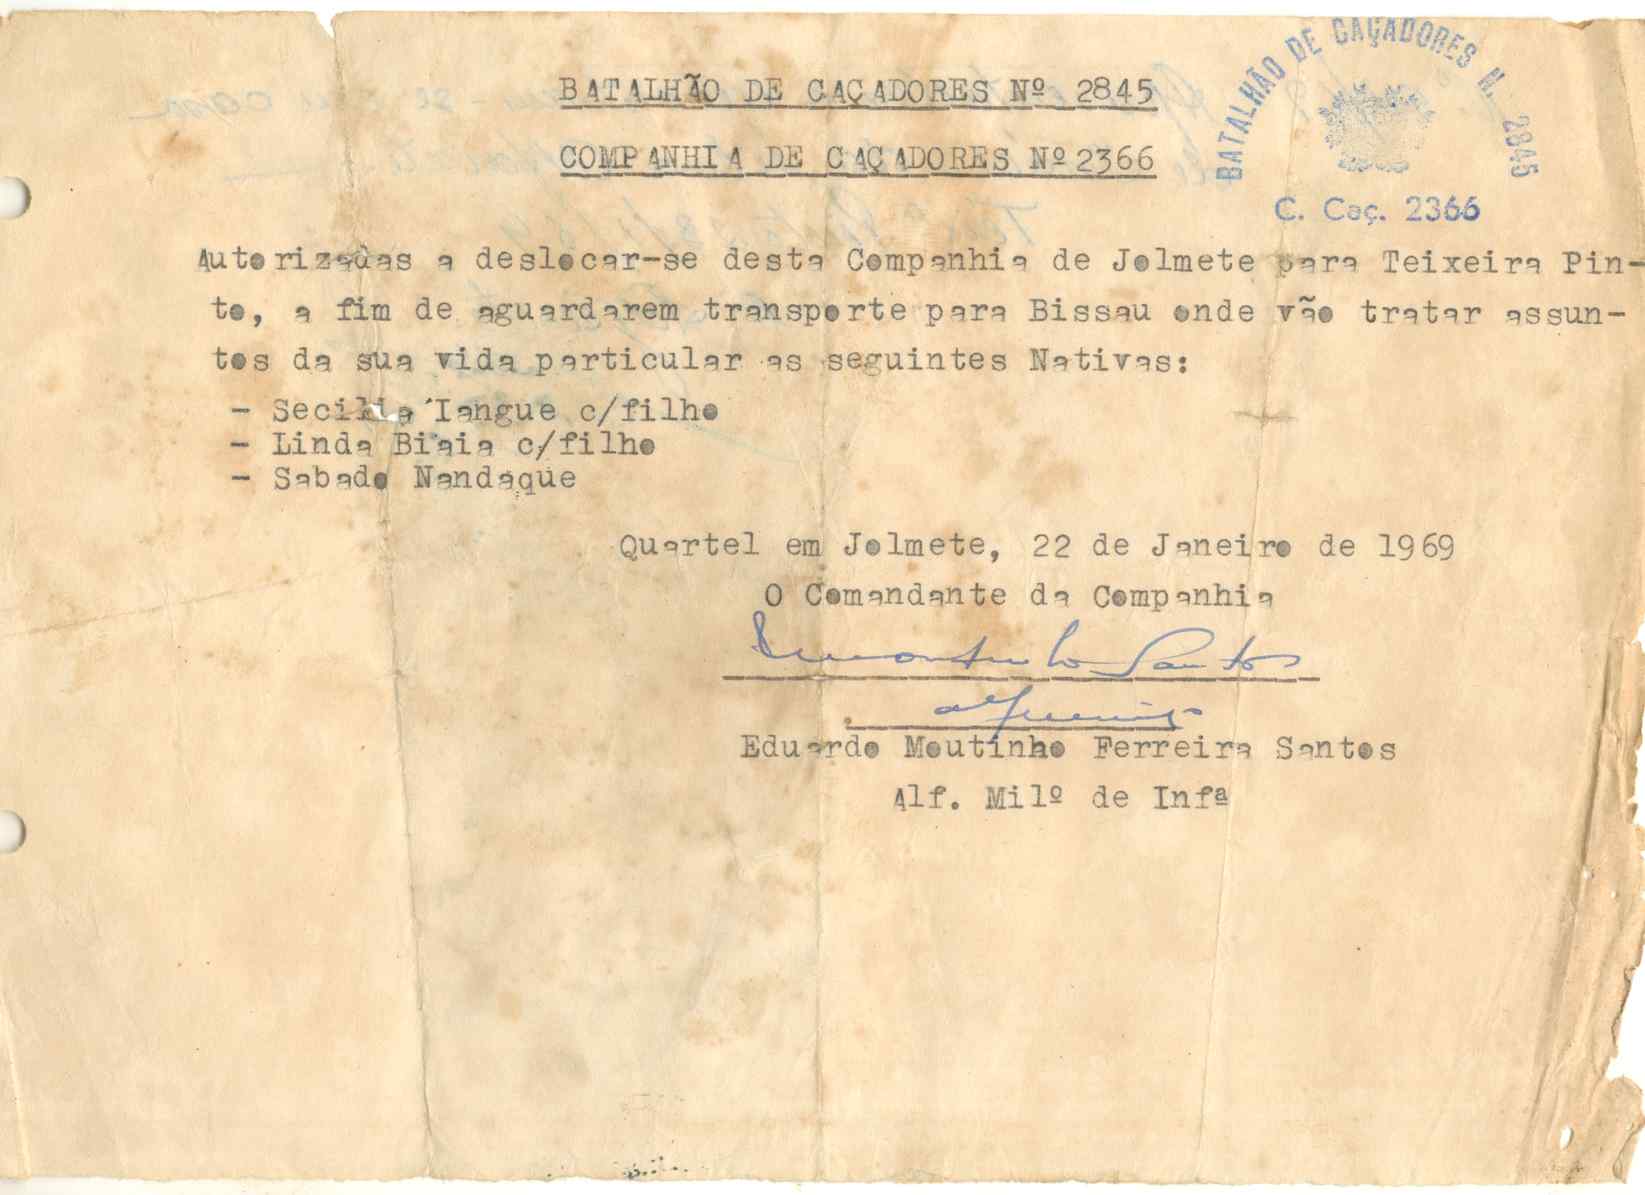 BATALHÃO DE CAÇADORES Nº 2845
COMPANHIA DE CAÇADORES Nº 2366
BATALHÃO DE CAÇADORES N. 2845
C. Caç. 2366
Autorizadas a deslocar-se desta Companhia de Jolmete para Teixeira Pin-
to, a fim de aguardarem transporte para Bissau onde vão tratar assun-
tos da sua vida particular as seguintes Nativas:
- Secilia Iangue c/filho
- Linda Biaia c/filho
- Sabado Nandaque
Quartel em Jolmete, 22 de Janeiro de 1969
O Comandante da Companhia
Santos
Eduardo Moutinho Ferreira Santos
Alf. Milº de Infª